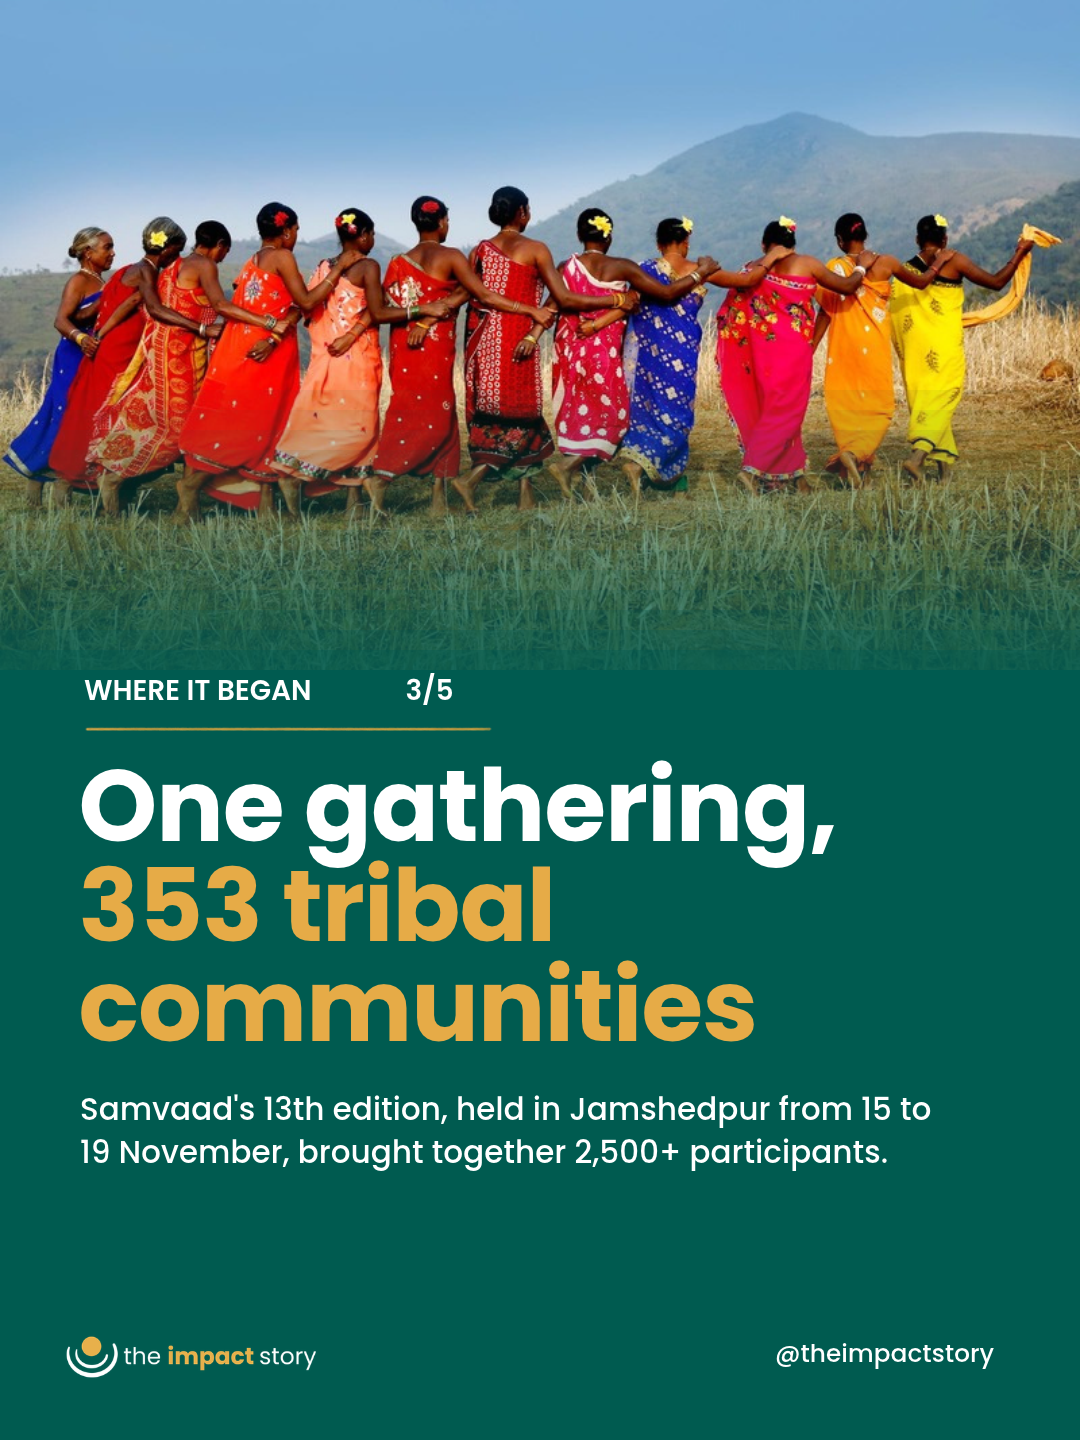 WHERE IT BEGAN 3/5
One gathering,
353 tribal
communities
Samvaad's 13th edition, held in Jamshedpur from 15 to
19 November, brought together 2,500+ participants.
the impact story
@theimpactstory